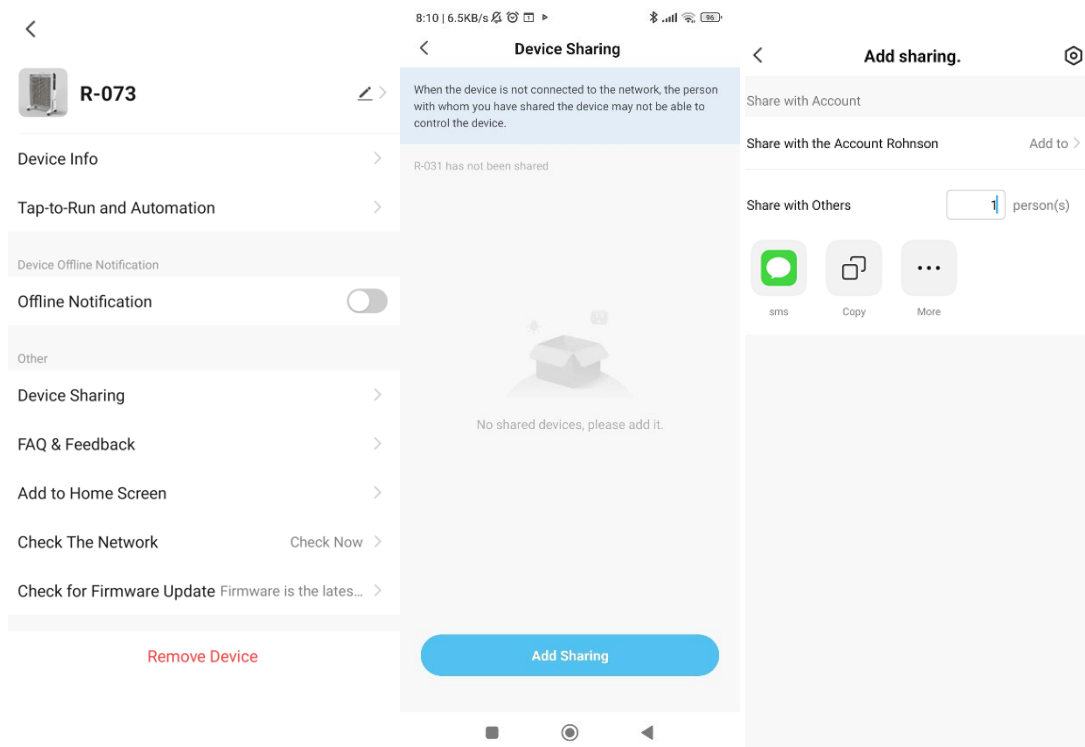 R-073
Device Info
Tap-to-Run and Automation
Device Offline Notification
Offline Notification
Other
Device Sharing
FAQ & Feedback
Add to Home Screen
Check The Network Check Now
Check for Firmware Update Firmware is the lates...
Remove Device
8:10 | 6.5KB/s 96
Device Sharing
When the device is not connected to the network, the person
with whom you have shared the device may not be able to
control the device.
R-031 has not been shared
No shared devices, please add it.
Add Sharing
Add sharing.
Share with Account
Share with the Account Rohnson Add to
Share with Others 1 person(s)
sms Copy More